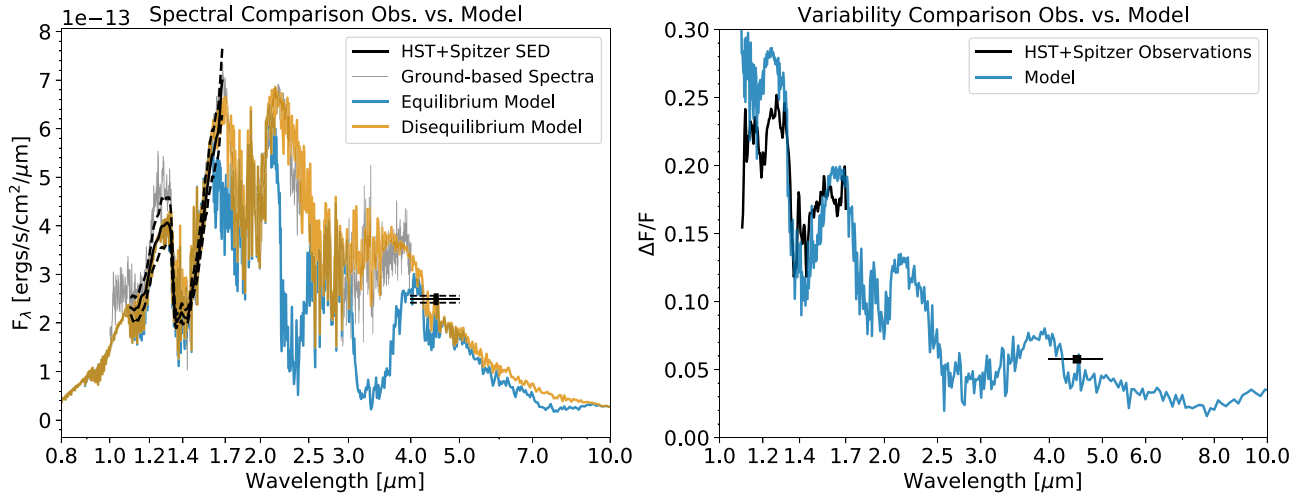 Spectral Comparison Obs. vs. Model
1e−13
HST+Spitzer SED
Ground-based Spectra
Equilibrium Model
Disequilibrium Model
8
7
6
5
4
3
2
1
0
F_λ [ergs/s/cm²/μm]
0.8 1.0 1.2 1.4 1.7 2.0 2.5 3.0 4.0 5.0 7.0 10.0
Wavelength [μm]
Variability Comparison Obs. vs. Model
HST+Spitzer Observations
Model
0.30
0.25
0.20
0.15
0.10
0.05
0.00
ΔF/F
1.0 1.2 1.4 1.7 2.0 2.5 3.0 4.0 5.0 6.0 8.0 10.0
Wavelength [μm]